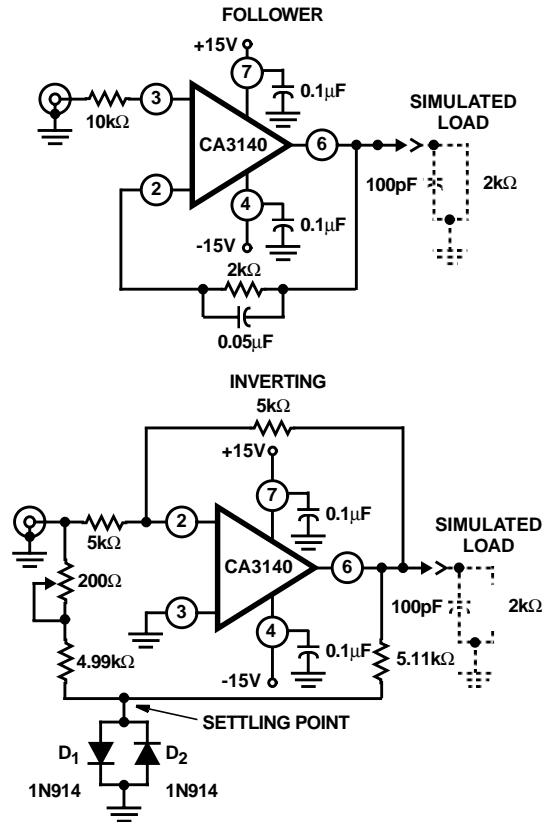 FOLLOWER
+15V
7
0.1µF
3
10kΩ
CA3140
6
SIMULATED
LOAD
100pF
2kΩ
2
4
0.1µF
-15V
2kΩ
0.05µF
INVERTING
5kΩ
+15V
7
0.1µF
5kΩ
2
CA3140
6
SIMULATED
LOAD
200Ω
3
100pF
2kΩ
4
0.1µF
5.11kΩ
4.99kΩ
-15V
SETTLING POINT
D1
D2
1N914
1N914